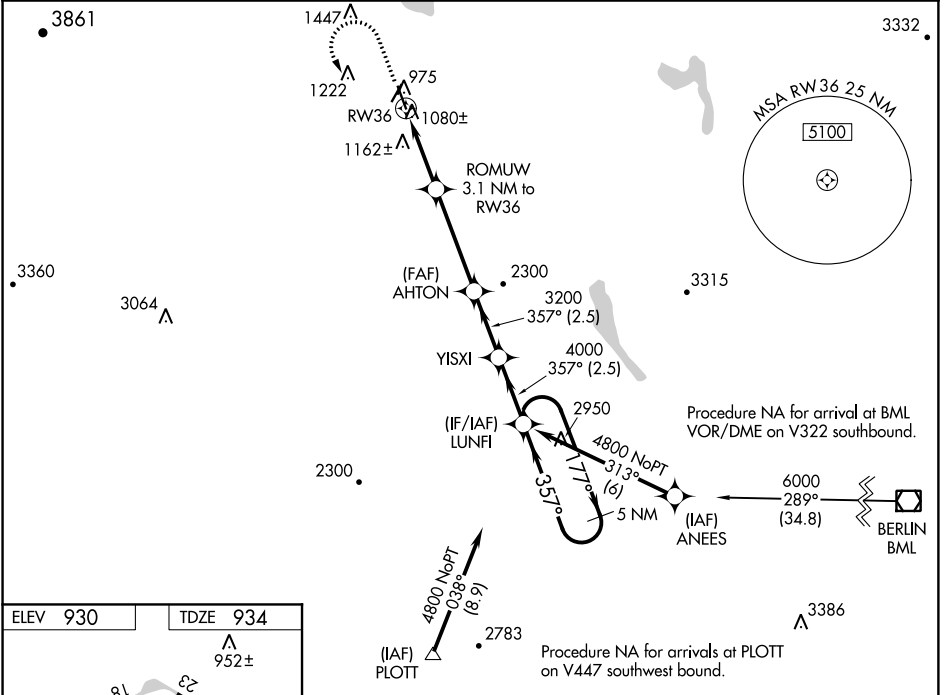 3861
1447
3332
1222
975
RW36
1080±
1162±
MSA RW36 25 NM
5100
ROMUW
3.1 NM to
RW36
3360
3064
(FAF)
AHTON
2300
3315
3200
357° (2.5)
YISXI
4000
357° (2.5)
(IF/IAF)
LUNFI
2950
Procedure NA for arrival at BML
VOR/DME on V322 southbound.
4800 NoPT
313°
(6)
177°
357°
5 NM
2300
(IAF)
ANEES
6000
289°
(34.8)
BERLIN
BML
4800 NoPT
038°
(8.9)
(IAF)
PLOTT
2783
3386
Procedure NA for arrivals at PLOTT
on V447 southwest bound.
ELEV 930
TDZE 934
952±
18
23